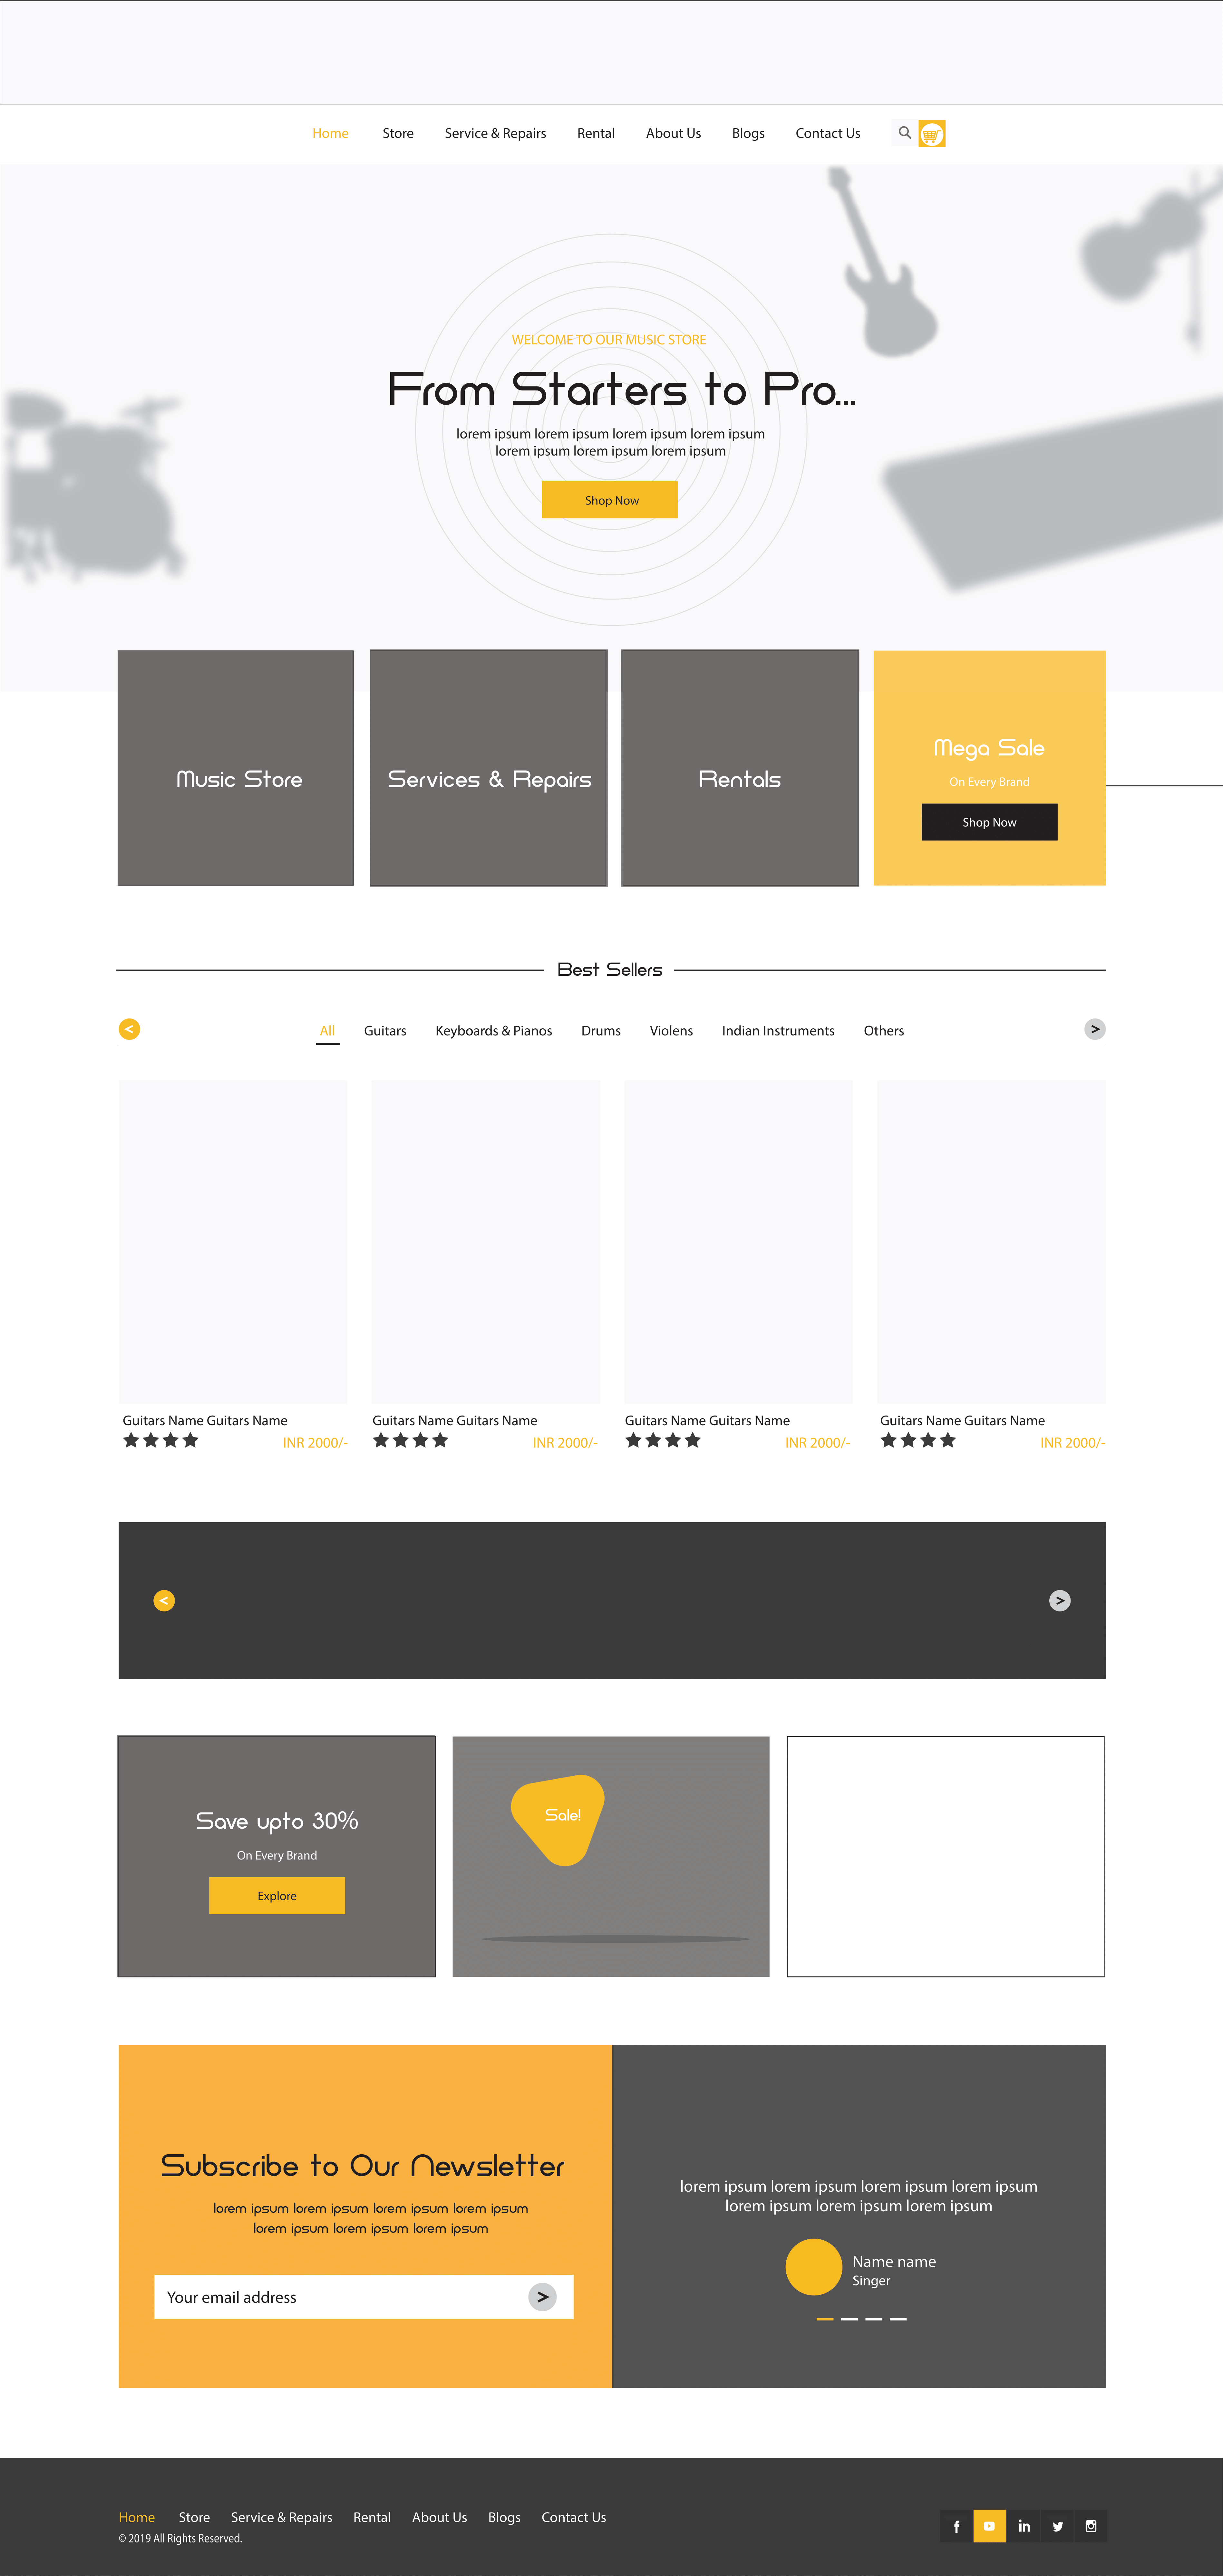 Home Store Service & Repairs Rental About Us Blogs Contact Us
WELCOME TO OUR MUSIC STORE
From Starters to Pro...
lorem ipsum lorem ipsum lorem ipsum lorem ipsum
lorem ipsum lorem ipsum lorem ipsum
Shop Now
Music Store
Services & Repairs
Rentals
Mega Sale
On Every Brand
Shop Now
Best Sellers
< All Guitars Keyboards & Pianos Drums Violens Indian Instruments Others >
Guitars Name Guitars Name
INR 2000/-
Guitars Name Guitars Name
INR 2000/-
Guitars Name Guitars Name
INR 2000/-
Guitars Name Guitars Name
INR 2000/-
< >
Save upto 30%
On Every Brand
Explore
Sale!
Subscribe to Our Newsletter
lorem ipsum lorem ipsum lorem ipsum lorem ipsum
lorem ipsum lorem ipsum lorem ipsum
Your email address >
lorem ipsum lorem ipsum lorem ipsum lorem ipsum
lorem ipsum lorem ipsum lorem ipsum
Name name
Singer
Home Store Service & Repairs Rental About Us Blogs Contact Us
© 2019 All Rights Reserved.
f in